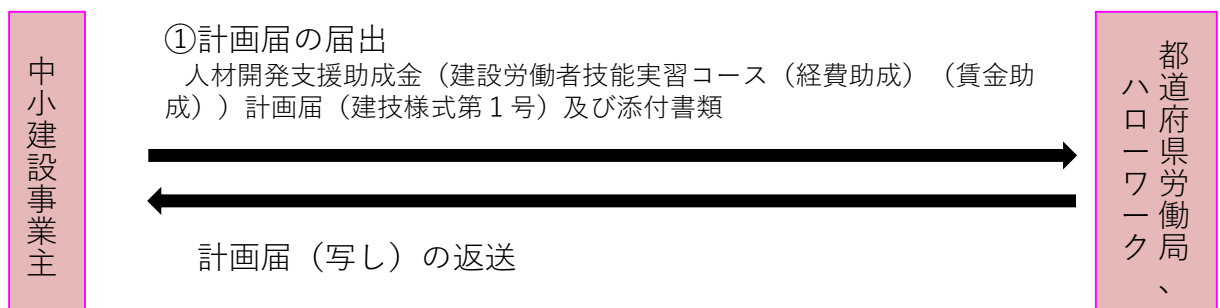 中小建設事業主
①計画届の届出
人材開発支援助成金（建設労働者技能実習コース（経費助成）（賃金助
成））計画届（建技様式第１号）及び添付書類
計画届（写し）の返送
都道府県労働局、
ハローワーク